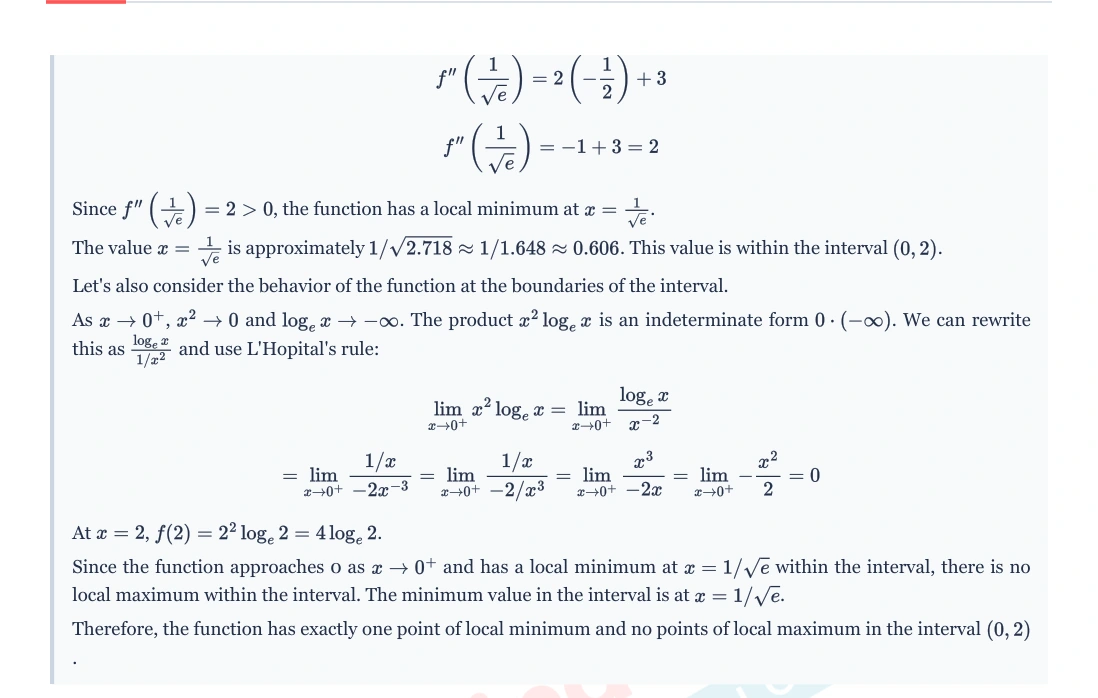 f″(1/√e) = 2(−1/2) + 3
f″(1/√e) = −1 + 3 = 2
Since f″(1/√e) = 2 > 0, the function has a local minimum at x = 1/√e.
The value x = 1/√e is approximately 1/√2.718 ≈ 1/1.648 ≈ 0.606. This value is within the interval (0, 2).
Let's also consider the behavior of the function at the boundaries of the interval.
As x → 0⁺, x² → 0 and logₑ x → −∞. The product x² logₑ x is an indeterminate form 0 · (−∞). We can rewrite
this as logₑ x / 1/x² and use L'Hopital's rule:
lim x→0⁺ x² logₑ x = lim x→0⁺ logₑ x / x⁻²
= lim x→0⁺ 1/x / −2x⁻³ = lim x→0⁺ 1/x / −2/x³ = lim x→0⁺ x³ / −2x = lim x→0⁺ − x²/2 = 0
At x = 2, f(2) = 2² logₑ 2 = 4 logₑ 2.
Since the function approaches 0 as x → 0⁺ and has a local minimum at x = 1/√e within the interval, there is no
local maximum within the interval. The minimum value in the interval is at x = 1/√e.
Therefore, the function has exactly one point of local minimum and no points of local maximum in the interval (0, 2)
.